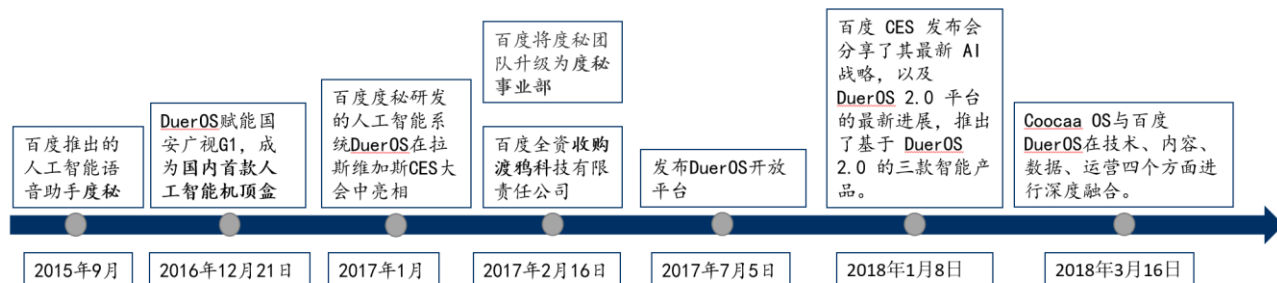 百度推出的
人工智能语
音助手度秘
2015年9月
DuerOS赋能国
安广视G1，成
为国内首款人
工智能机顶盒
2016年12月21日
百度度秘研发
的人工智能系
统DuerOS在拉
斯维加斯CES大
会中亮相
2017年1月
百度将度秘团
队升级为度秘
事业部
百度全资收购
渡鸦科技有限
责任公司
2017年2月16日
发布DuerOS开放
平台
2017年7月5日
百度 CES 发布会
分享了其最新 AI
战略，以及
DuerOS 2.0 平台
的最新进展，推出
了基于 DuerOS
2.0 的三款智能产
品。
2018年1月8日
Coocaa OS与百度
DuerOS在技术、内容、
数据、运营四个方面进
行深度融合。
2018年3月16日